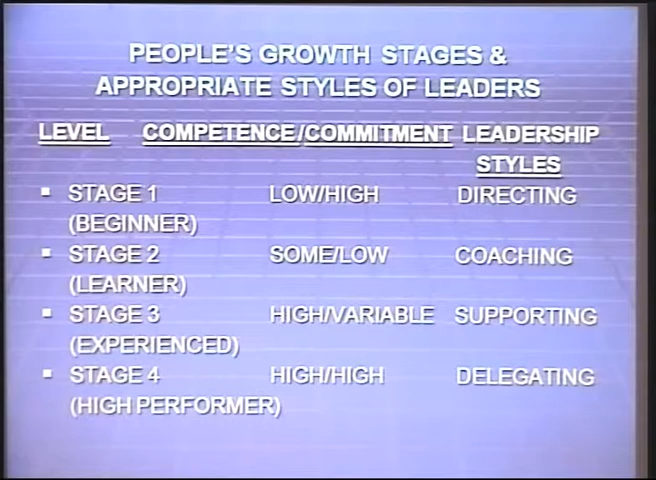 PEOPLE'S GROWTH STAGES &
APPROPRIATE STYLES OF LEADERS
LEVEL COMPETENCE/COMMITMENT LEADERSHIP
STYLES
▪ STAGE 1 LOW/HIGH DIRECTING
(BEGINNER)
▪ STAGE 2 SOME/LOW COACHING
(LEARNER)
▪ STAGE 3 HIGH/VARIABLE SUPPORTING
(EXPERIENCED)
▪ STAGE 4 HIGH/HIGH DELEGATING
(HIGH PERFORMER)